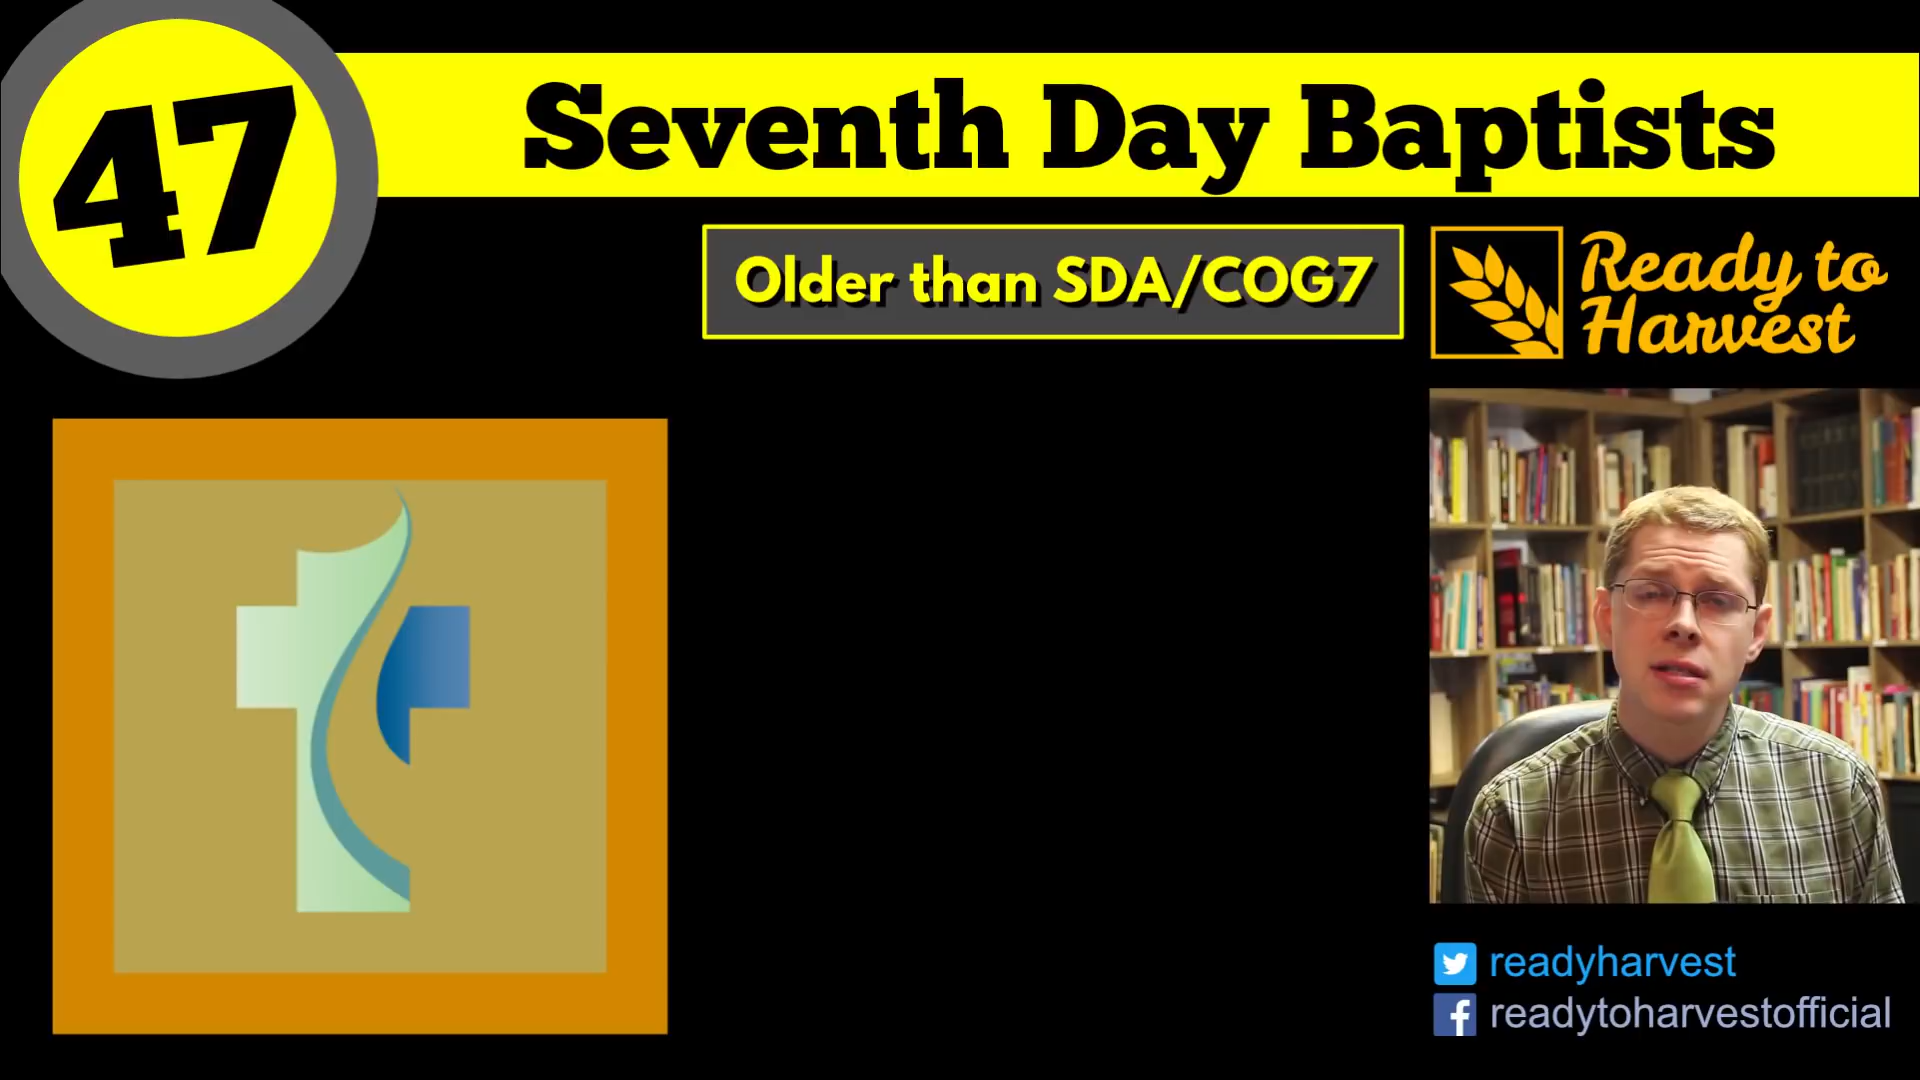 47
Seventh Day Baptists
Older than SDA/COG7
Ready to
Harvest
readyharvest
readytoharvestofficial